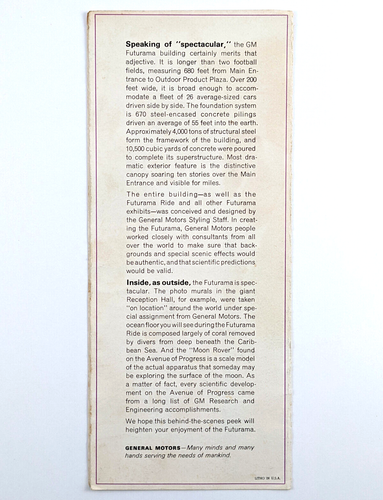 Speaking of "spectacular," the GM
Futurama building certainly merits that
adjective. It is longer than two football
fields, measuring 680 feet from Main En-
trance to Outdoor Product Plaza. Over 200
feet wide, it is broad enough to accom-
modate a fleet of 26 average-sized cars
driven side by side. The foundation system
is 670 steel-encased concrete pilings
driven an average of 55 feet into the earth.
Approximately 4,000 tons of structural steel
form the framework of the building, and
10,500 cubic yards of concrete were poured
to complete its superstructure. Most dra-
matic exterior feature is the distinctive
canopy soaring ten stories over the Main
Entrance and visible for miles.
The entire building—as well as the
Futurama Ride and all other Futurama
exhibits—was conceived and designed by
the General Motors Styling Staff. In creat-
ing the Futurama, General Motors people
worked closely with consultants from all
over the world to make sure that back-
grounds and special scenic effects would
be authentic, and that scientific predictions
would be valid.
Inside, as outside, the Futurama is spec-
tacular. The photo murals in the giant
Reception Hall, for example, were taken
"on location" around the world under spe-
cial assignment from General Motors. The
ocean floor you will see during the Futurama
Ride is composed largely of coral removed
by divers from deep beneath the Carib-
bean Sea. And the "Moon Rover" found
on the Avenue of Progress is a scale model
of the actual apparatus that someday may
be exploring the surface of the moon. As
a matter of fact, every scientific develop-
ment on the Avenue of Progress came
from a long list of GM Research and
Engineering accomplishments.
We hope this behind-the-scenes peek will
heighten your enjoyment of the Futurama.
GENERAL MOTORS—Many minds and many
hands serving the needs of mankind.
LITHO IN U.S.A.